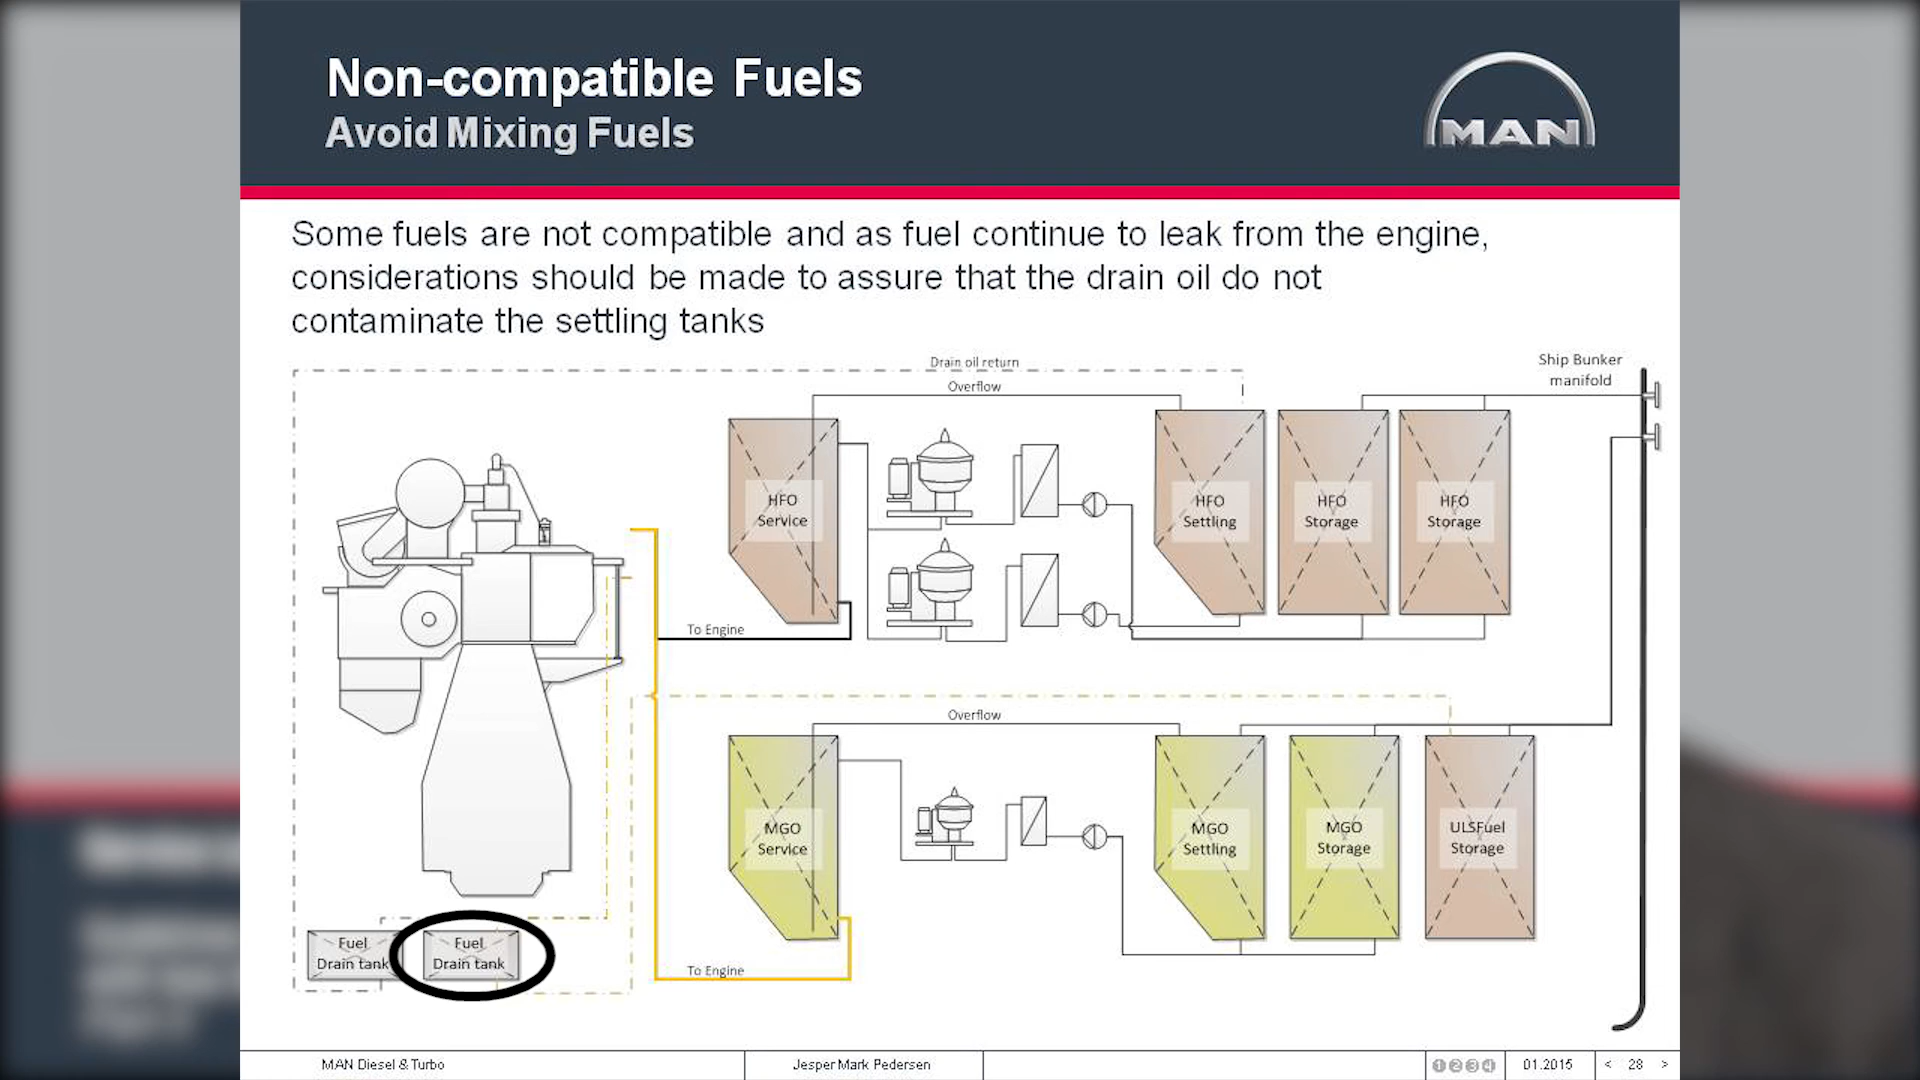 Non-compatible Fuels
Avoid Mixing Fuels
MAN
Some fuels are not compatible and as fuel continue to leak from the engine,
considerations should be made to assure that the drain oil do not
contaminate the settling tanks
Drain oil return
Overflow
Ship Bunker
manifold
HFO
Service
HFO
Settling
HFO
Storage
HFO
Storage
To Engine
Overflow
MGO
Service
MGO
Settling
MGO
Storage
ULSFuel
Storage
Fuel
Drain tank
Fuel
Drain tank
To Engine
MAN Diesel & Turbo
Jesper Mark Pedersen
1 2 3 4
01.2015
< 28 >